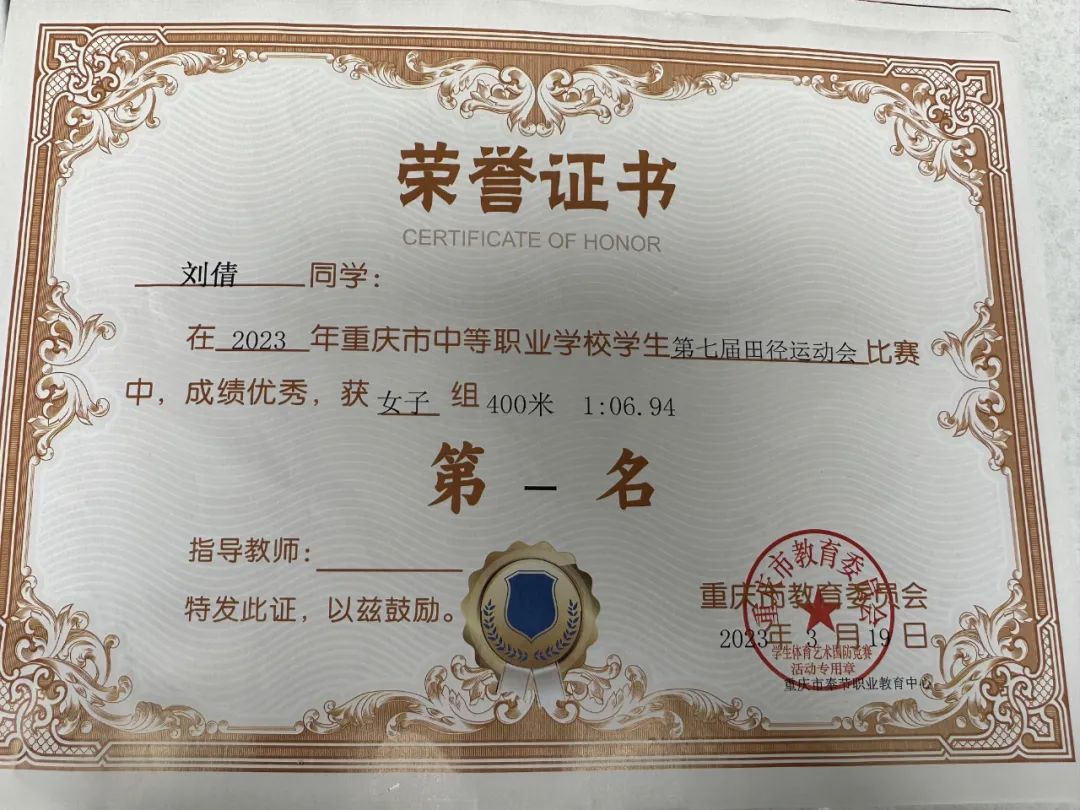 荣誉证书
CERTIFICATE OF HONOR
刘倩 同学：
在 2023 年重庆市中等职业学校学生第七届田径运动会比赛
中，成绩优秀，获 女子 组 400米 1:06.94
第 一 名
指导教师：
特发此证，以兹鼓励。
重庆市教育委员会
重庆市教育委员会
2023年 3 月 19 日
学生体育艺术国防竞赛
活动专用章
重庆市奉节职业教育中心